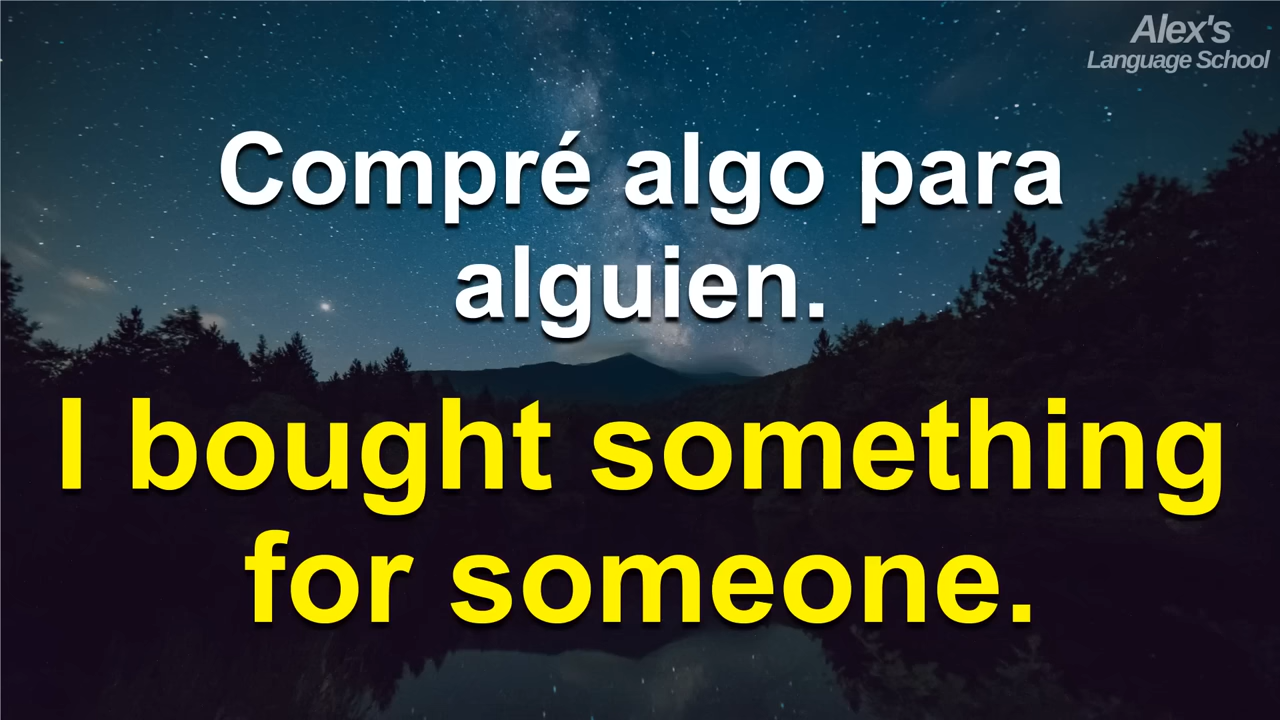 Alex's
Language School
Compré algo para
alguien.
I bought something
for someone.